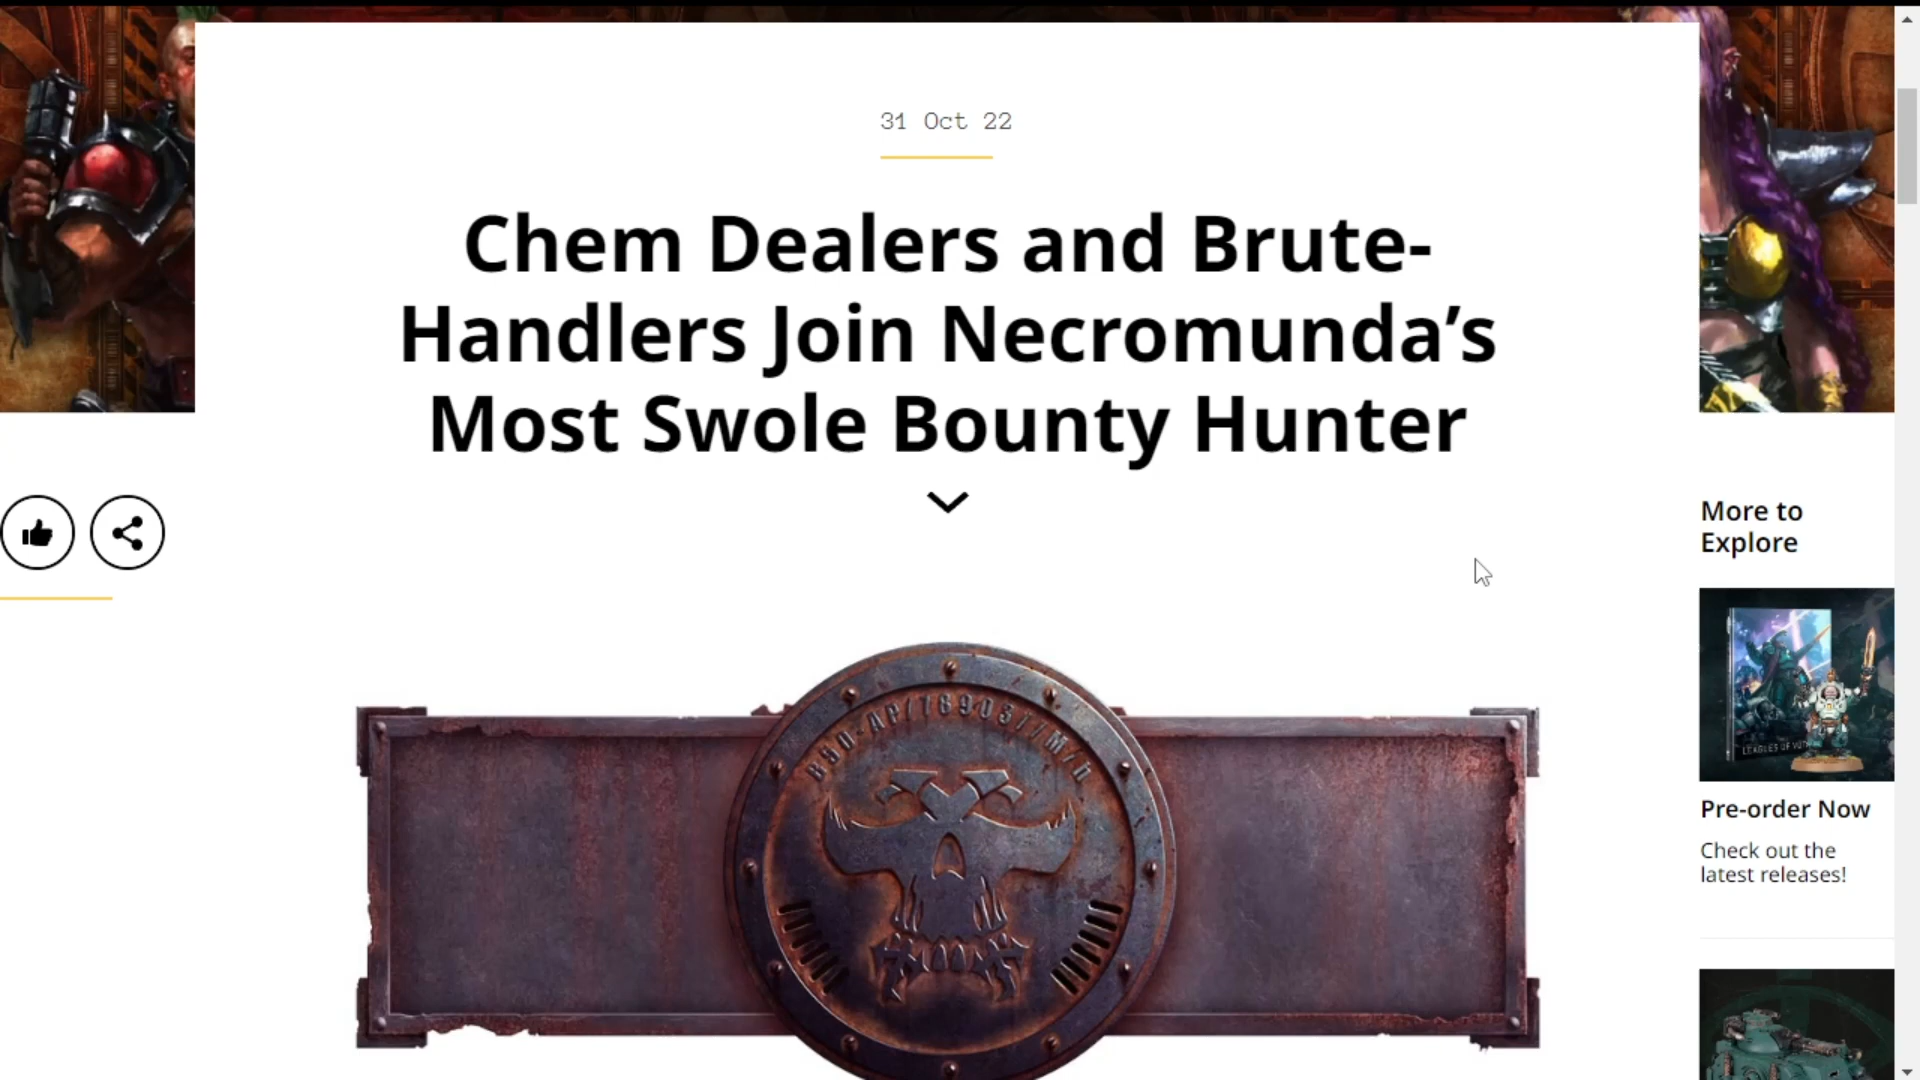 31 Oct 22
Chem Dealers and Brute-
Handlers Join Necromunda’s
Most Swole Bounty Hunter
More to
Explore
Pre-order Now
Check out the
latest releases!